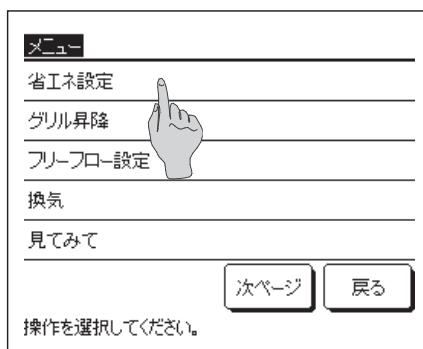 メニュー
省エネ設定
グリル昇降
フリーフロー設定
換気
見てみて
次ページ 戻る
操作を選択してください。